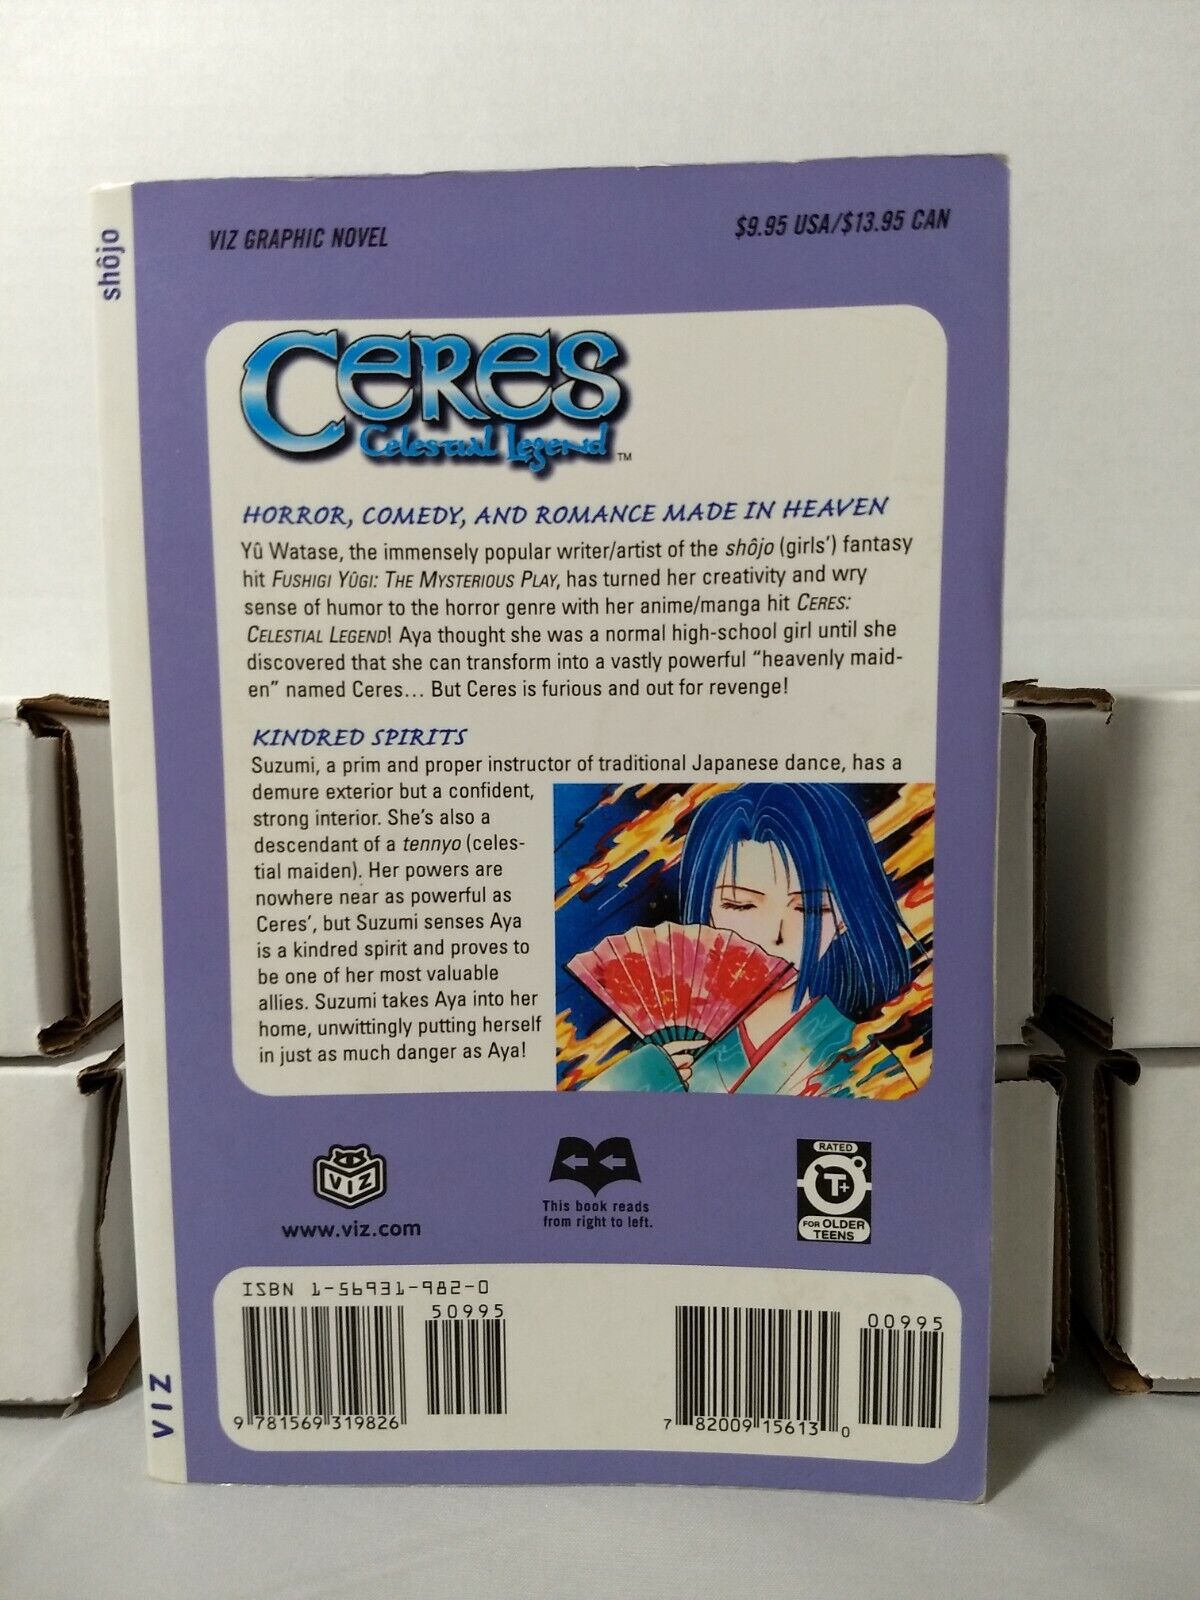 shôjo
VIZ GRAPHIC NOVEL
$9.95 USA/$13.95 CAN
CERES
Celestial Legend ™
HORROR, COMEDY, AND ROMANCE MADE IN HEAVEN
Yû Watase, the immensely popular writer/artist of the shôjo (girls') fantasy
hit FUSHIGI YÛGI: THE MYSTERIOUS PLAY, has turned her creativity and wry
sense of humor to the horror genre with her anime/manga hit CERES:
CELESTIAL LEGEND! Aya thought she was a normal high-school girl until she
discovered that she can transform into a vastly powerful “heavenly maid-
en” named Ceres... But Ceres is furious and out for revenge!
KINDRED SPIRITS
Suzumi, a prim and proper instructor of traditional Japanese dance, has a
demure exterior but a confident,
strong interior. She's also a
descendant of a tennyo (celes-
tial maiden). Her powers are
nowhere near as powerful as
Ceres', but Suzumi senses Aya
is a kindred spirit and proves to
be one of her most valuable
allies. Suzumi takes Aya into her
home, unwittingly putting herself
in just as much danger as Aya!
VIZ
www.viz.com
This book reads
from right to left.
RATED
T+
FOR OLDER
TEENS
ISBN 1-56931-982-0
50995
9 781569 319826
00995
7 82009 15613 0
VIZ